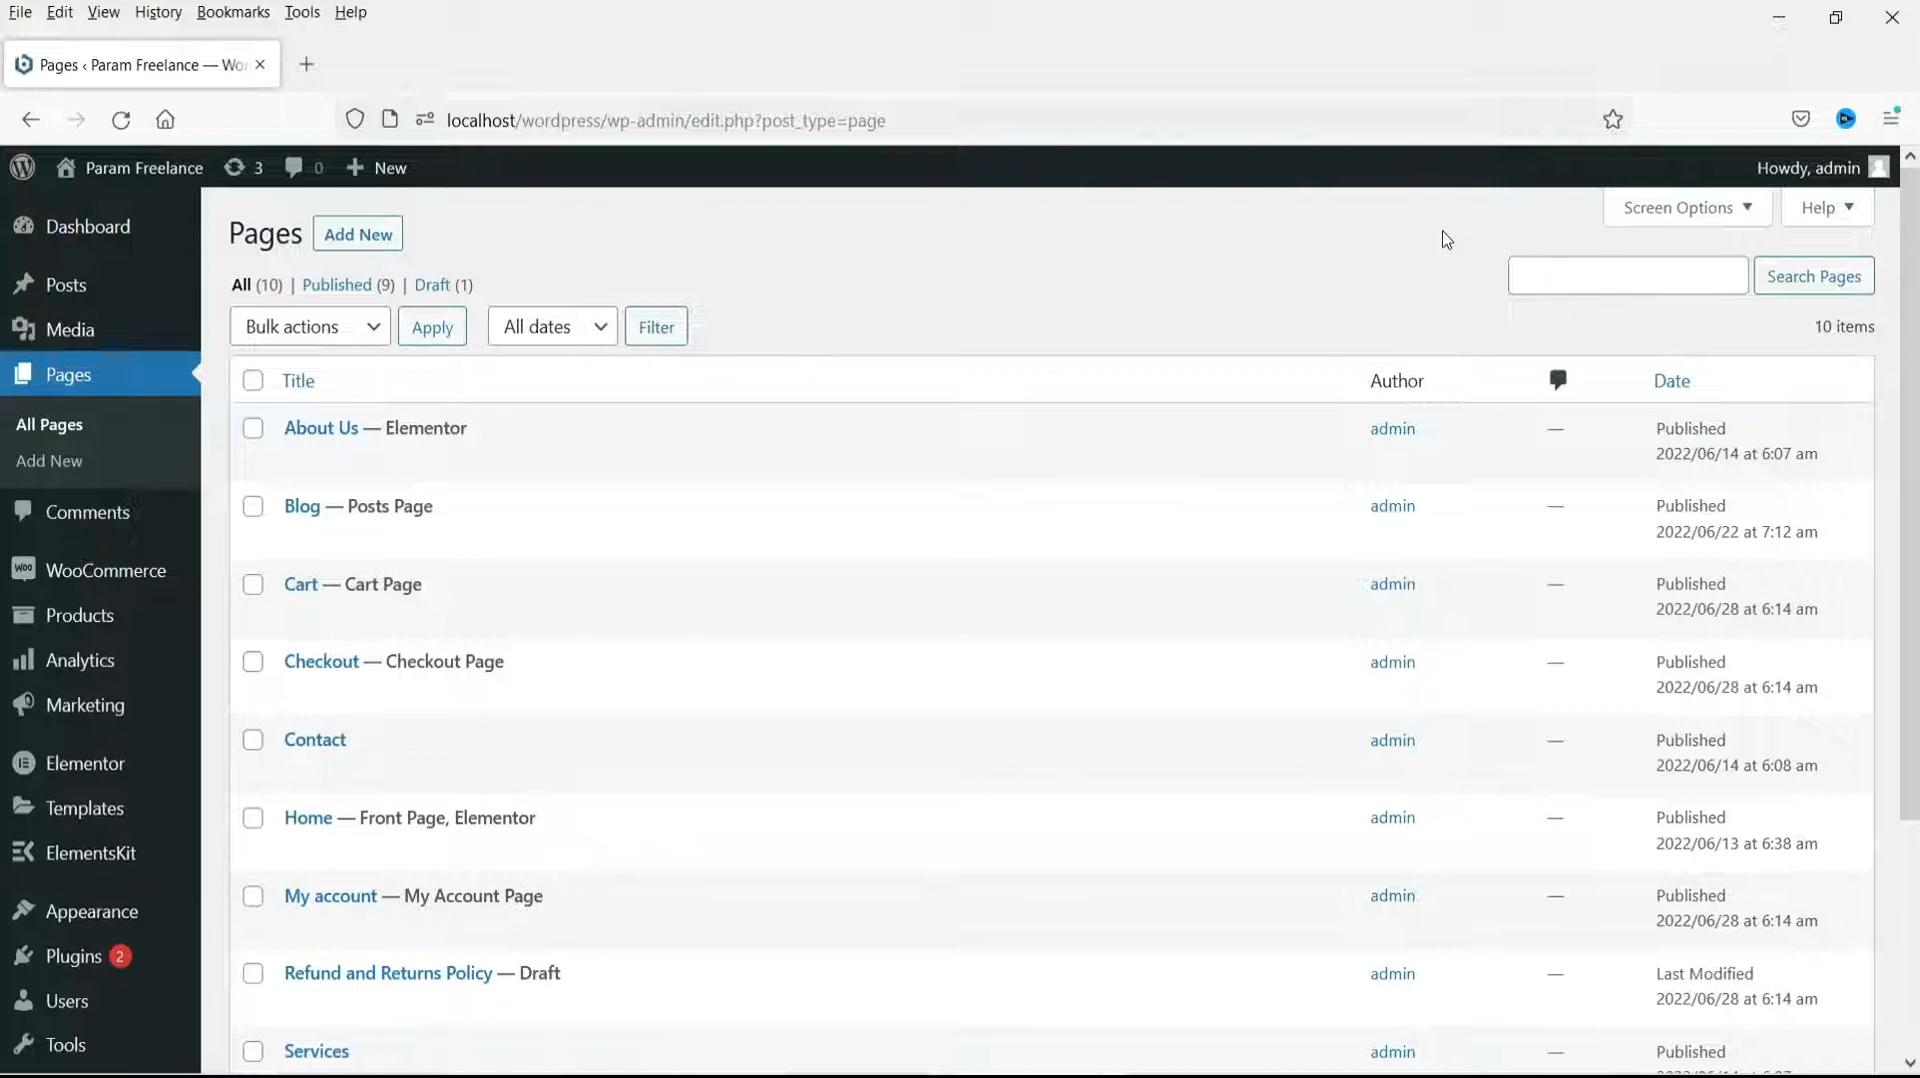 File Edit View History Bookmarks Tools Help
Pages ‹ Param Freelance — Wor
localhost/wordpress/wp-admin/edit.php?post_type=page
Param Freelance 3 0 New Howdy, admin
Screen Options Help
Dashboard
Posts
Media
Pages
All Pages
Add New
Comments
WooCommerce
Products
Analytics
Marketing
Elementor
Templates
ElementsKit
Appearance
Plugins 2
Users
Tools
Pages Add New
All (10) | Published (9) | Draft (1)
Search Pages
Bulk actions Apply All dates Filter
10 items
Title Author Date
About Us — Elementor admin — Published
2022/06/14 at 6:07 am
Blog — Posts Page admin — Published
2022/06/22 at 7:12 am
Cart — Cart Page admin — Published
2022/06/28 at 6:14 am
Checkout — Checkout Page admin — Published
2022/06/28 at 6:14 am
Contact admin — Published
2022/06/14 at 6:08 am
Home — Front Page, Elementor admin — Published
2022/06/13 at 6:38 am
My account — My Account Page admin — Published
2022/06/28 at 6:14 am
Refund and Returns Policy — Draft admin — Last Modified
2022/06/28 at 6:14 am
Services admin — Published